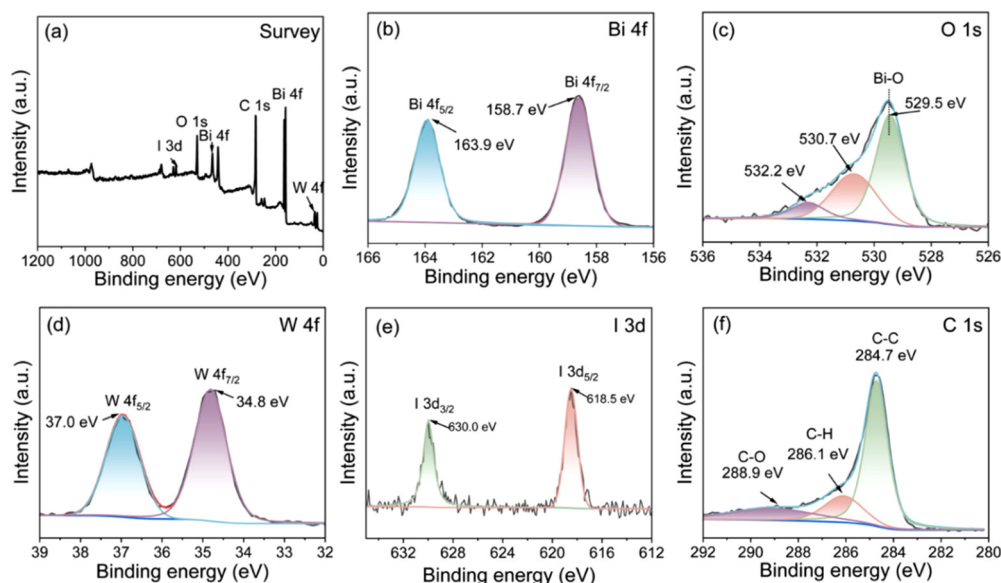 (a) Survey
Intensity (a.u.)
I 3d
O 1s
Bi 4f
C 1s
Bi 4f
W 4f
1200 1000 800 600 400 200 0
Binding energy (eV)
(b) Bi 4f
Intensity (a.u.)
Bi 4f5/2
163.9 eV
158.7 eV
Bi 4f7/2
166 164 162 160 158 156
Binding energy (eV)
(c) O 1s
Intensity (a.u.)
Bi-O
529.5 eV
530.7 eV
532.2 eV
536 534 532 530 528 526
Binding energy (eV)
(d) W 4f
Intensity (a.u.)
W 4f7/2
34.8 eV
37.0 eV
W 4f5/2
39 38 37 36 35 34 33 32
Binding energy (eV)
(e) I 3d
Intensity (a.u.)
I 3d5/2
618.5 eV
I 3d3/2
630.0 eV
632 628 624 620 616 612
Binding energy (eV)
(f) C 1s
Intensity (a.u.)
C-C
284.7 eV
C-H
286.1 eV
C-O
288.9 eV
292 290 288 286 284 282 280
Binding energy (eV)